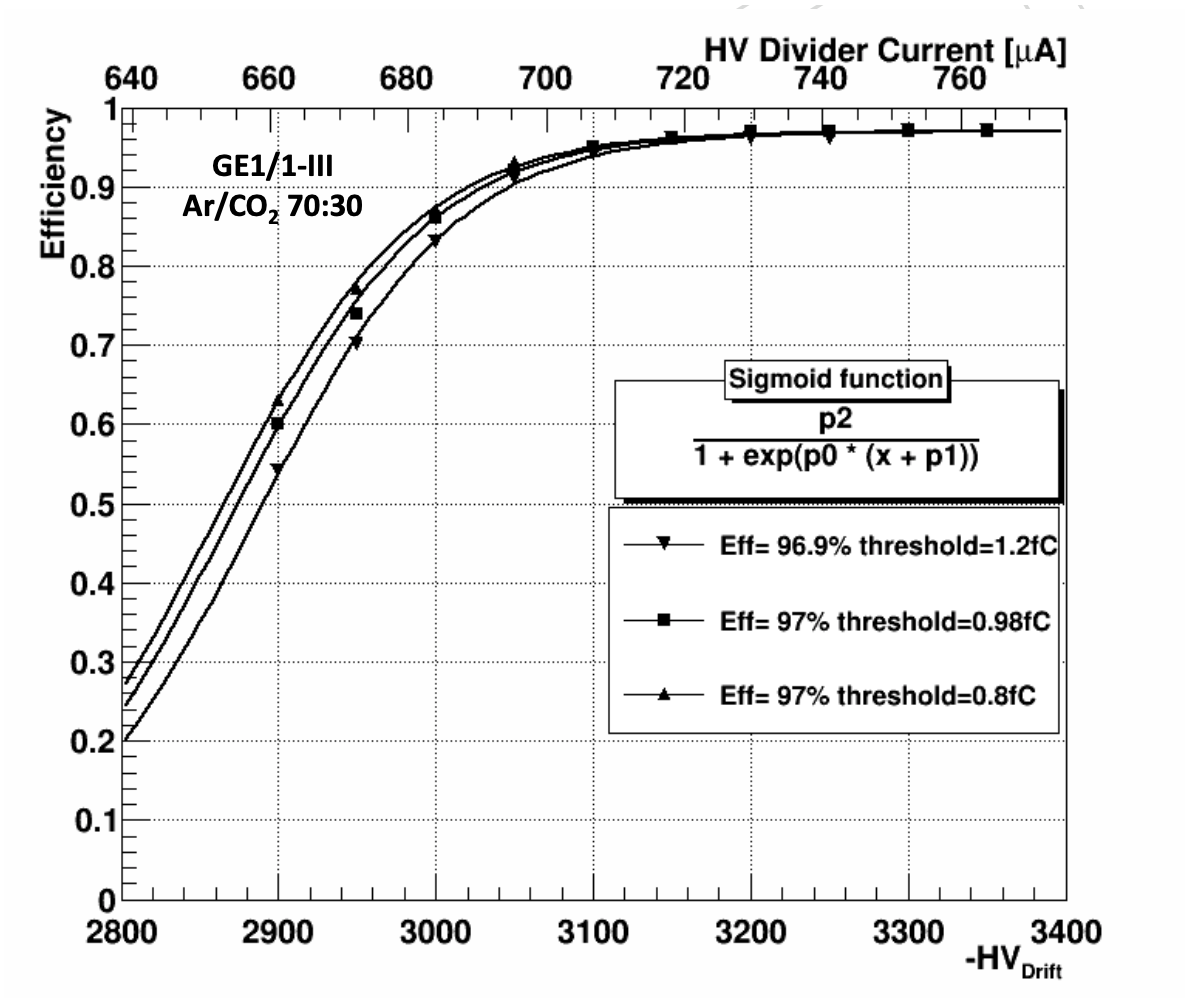 HV Divider Current [μA]
640 660 680 700 720 740 760
Efficiency
1
0.9
0.8
0.7
0.6
0.5
0.4
0.3
0.2
0.1
0
GE1/1-III
Ar/CO₂ 70:30
Sigmoid function
p2
1 + exp(p0 * (x + p1))
Eff= 96.9% threshold=1.2fC
Eff= 97% threshold=0.98fC
Eff= 97% threshold=0.8fC
2800 2900 3000 3100 3200 3300 3400
-HV_Drift